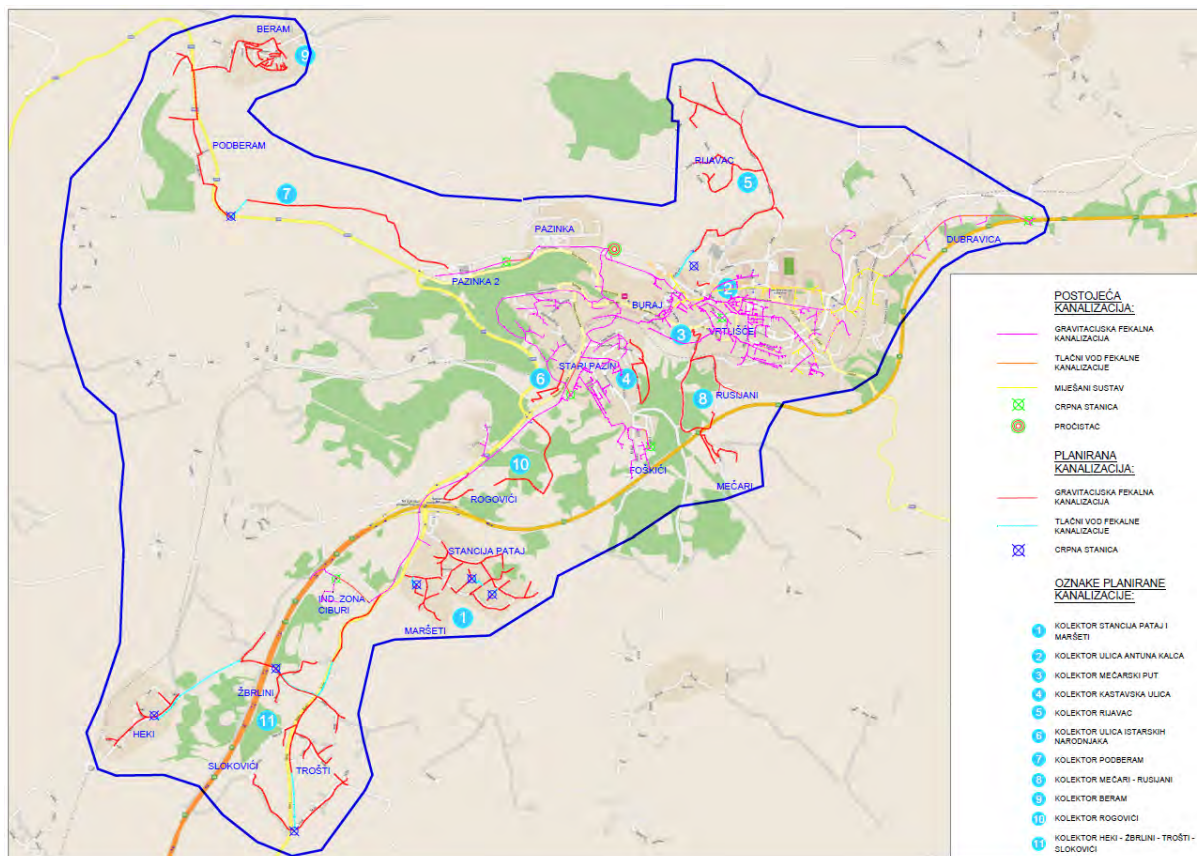 BERAM
9
PODBERAM
7
RIJAVAC
5
PAZINKA
DUBRAVICA
PAZINKA 2
2
BURAJ
3
VRTLIŠĆE
STARI PAZIN
6
4
8
RUSIJANI
10
FOŠKIĆI
MEČARI
ROGOVIĆI
STANCIJA PATAJ
IND. ZONA
CIBURI
MARŠETI
1
ŽBRLINI
11
HEKI
SLOKOVIĆI
TROŠTI
POSTOJEĆA
KANALIZACIJA:
GRAVITACIJSKA FEKALNA
KANALIZACIJA
TLAČNI VOD FEKALNE
KANALIZACIJE
MIJEŠANI SUSTAV
CRPNA STANICA
PROČISTAČ
PLANIRANA
KANALIZACIJA:
GRAVITACIJSKA FEKALNA
KANALIZACIJA
TLAČNI VOD FEKALNE
KANALIZACIJE
CRPNA STANICA
OZNAKE PLANIRANE
KANALIZACIJE:
1 KOLEKTOR STANCIJA PATAJ I
MARŠETI
2 KOLEKTOR ULICA ANTUNA KALCA
3 KOLEKTOR MEČARSKI PUT
4 KOLEKTOR KASTAVSKA ULICA
5 KOLEKTOR RIJAVAC
6 KOLEKTOR ULICA ISTARSKIH
NARODNJAKA
7 KOLEKTOR PODBERAM
8 KOLEKTOR MEČARI - RUSIJANI
9 KOLEKTOR BERAM
10 KOLEKTOR ROGOVIĆI
11 KOLEKTOR HEKI - ŽBRLINI - TROŠTI -
SLOKOVIĆI